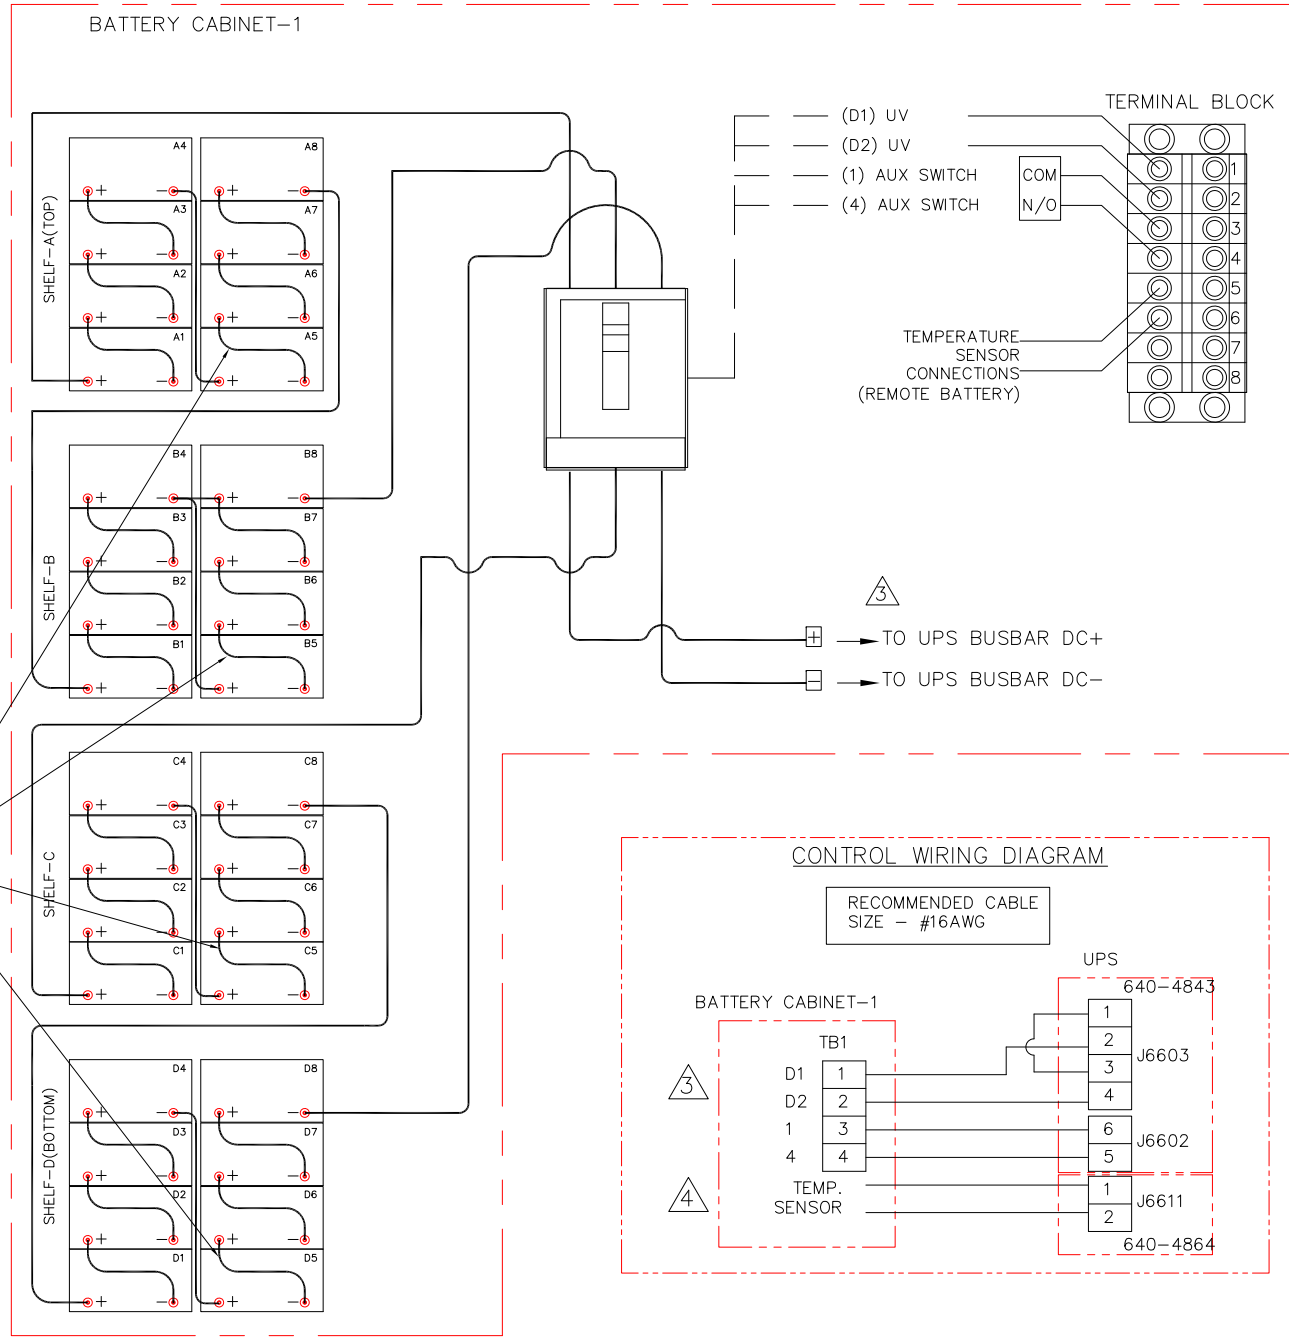 BATTERY CABINET-1
TERMINAL BLOCK
(D1) UV
(D2) UV
(1) AUX SWITCH
(4) AUX SWITCH
COM
N/O
1
2
3
4
5
6
7
8
TEMPERATURE
SENSOR
CONNECTIONS
(REMOTE BATTERY)
SHELF-A(TOP)
A4
A8
+ - + -
A3
A7
+ - + -
A2
A6
+ - + -
A1
A5
+ - + -
SHELF-B
B4
B8
+ - + -
B3
B7
+ - + -
B2
B6
+ - + -
B1
B5
+ - + -
3
+ TO UPS BUSBAR DC+
- TO UPS BUSBAR DC-
SHELF-C
C4
C8
+ - + -
C3
C7
+ - + -
C2
C6
+ - + -
C1
C5
+ - + -
SHELF-D(BOTTOM)
D4
D8
+ - + -
D3
D7
+ - + -
D2
D6
+ - + -
D1
D5
+ - + -
CONTROL WIRING DIAGRAM
RECOMMENDED CABLE
SIZE - #16AWG
UPS
640-4843
BATTERY CABINET-1
TB1
3
D1 1
D2 2
1 3
4 4
4
TEMP.
SENSOR
1
2
3
4
J6603
6
5
J6602
1
2
J6611
640-4864